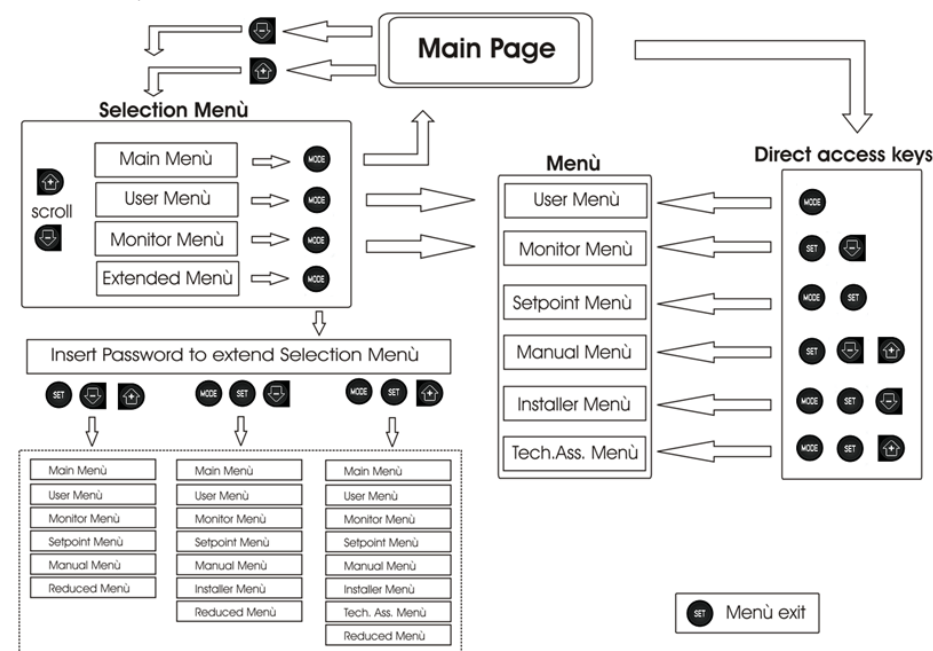 Main Page
Selection Menù
Main Menù
MODE
User Menù
MODE
scroll
Monitor Menù
MODE
Extended Menù
MODE
Insert Password to extend Selection Menù
SET
MODE SET
MODE SET
Main Menù
User Menù
Monitor Menù
Setpoint Menù
Manual Menù
Reduced Menù
Main Menù
User Menù
Monitor Menù
Setpoint Menù
Manual Menù
Installer Menù
Reduced Menù
Main Menù
User Menù
Monitor Menù
Setpoint Menù
Manual Menù
Installer Menù
Tech. Ass. Menù
Reduced Menù
Menù
User Menù
Monitor Menù
Setpoint Menù
Manual Menù
Installer Menù
Tech.Ass. Menù
Direct access keys
MODE
SET
MODE SET
SET
MODE SET
MODE SET
SET Menù exit